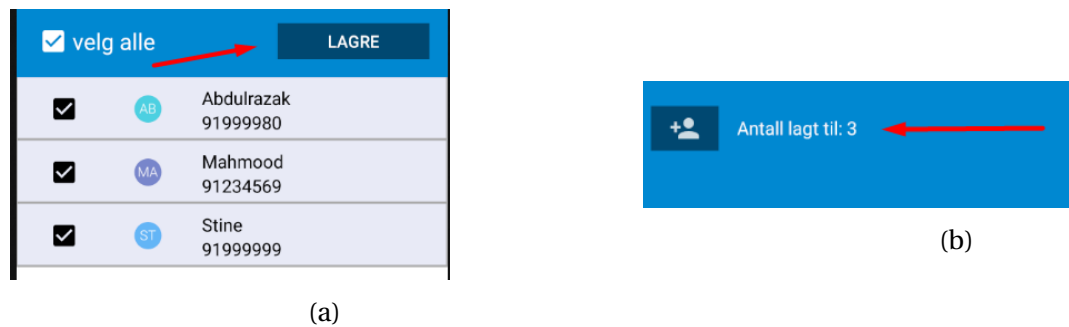 velg alle
LAGRE
AB
Abdulrazak
91999980
MA
Mahmood
91234569
ST
Stine
91999999
(a)
Antall lagt til: 3
(b)